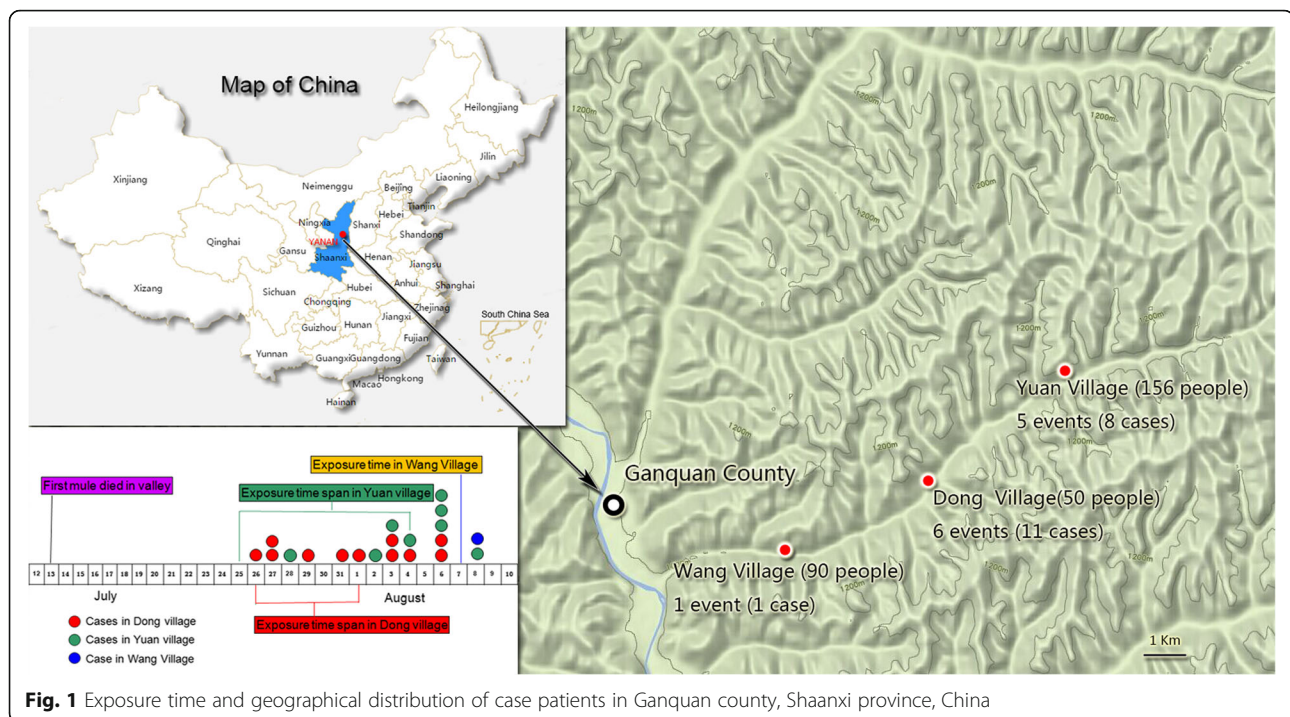 Map of China
Heilongjiang
Jilin
Liaoning
Xinjiang
Neimenggu
Beijing
Tianjin
Hebei
Shanxi
Ningxia
Shandong
Qinghai
YANAN
Gansu
Shaanxi
Henan
Jiangsu
Xizang
Anhui
Shanghai
Sichuan
Hubei
Chongqing
Zhejinag
Jiangxi
Hunan
Guizhou
Fujian
Yunnan
Guangxi
Guangdong
Taiwan
Hongkong
Macao
Hainan
South China Sea
1200m
1200m
1200m
1200m
1200m
1200m
1200m
1200m
Yuan Village (156 people)
5 events (8 cases)
Ganquan County
Dong Village(50 people)
6 events (11 cases)
Wang Village (90 people)
1 event (1 case)
1 Km
Exposure time in Wang Village
First mule died in valley
Exposure time span in Yuan village
12 13 14 15 16 17 18 19 20 21 22 23 24 25 26 27 28 29 30 31 1 2 3 4 5 6 7 8 9 10
July
August
Exposure time span in Dong village
Cases in Dong village
Cases in Yuan village
Case in Wang Village
Fig. 1 Exposure time and geographical distribution of case patients in Ganquan county, Shaanxi province, China